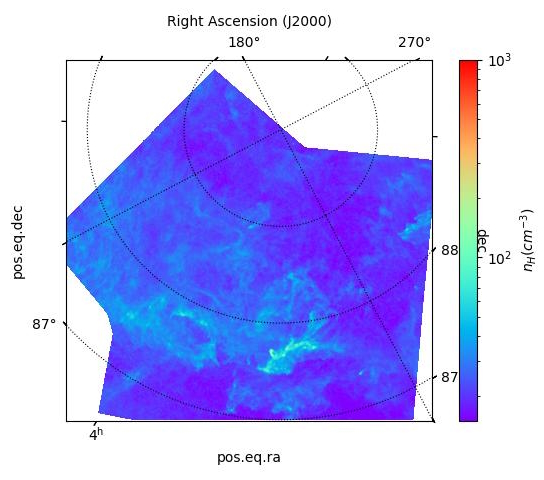 Right Ascension (J2000)
180° 270°
10³
pos.eq.dec
88
dec
10²
n_H(cm⁻³)
87°
87
4ʰ
pos.eq.ra